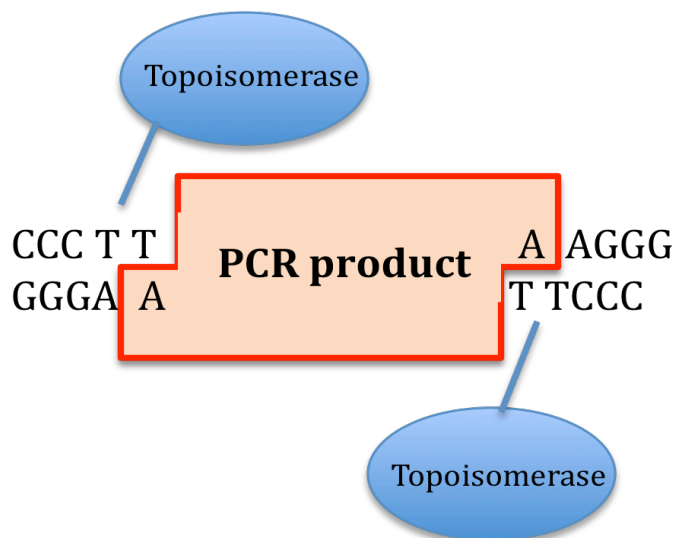 Topoisomerase
CCC T T
GGGA A
PCR product
A AGGG
T TCCC
Topoisomerase